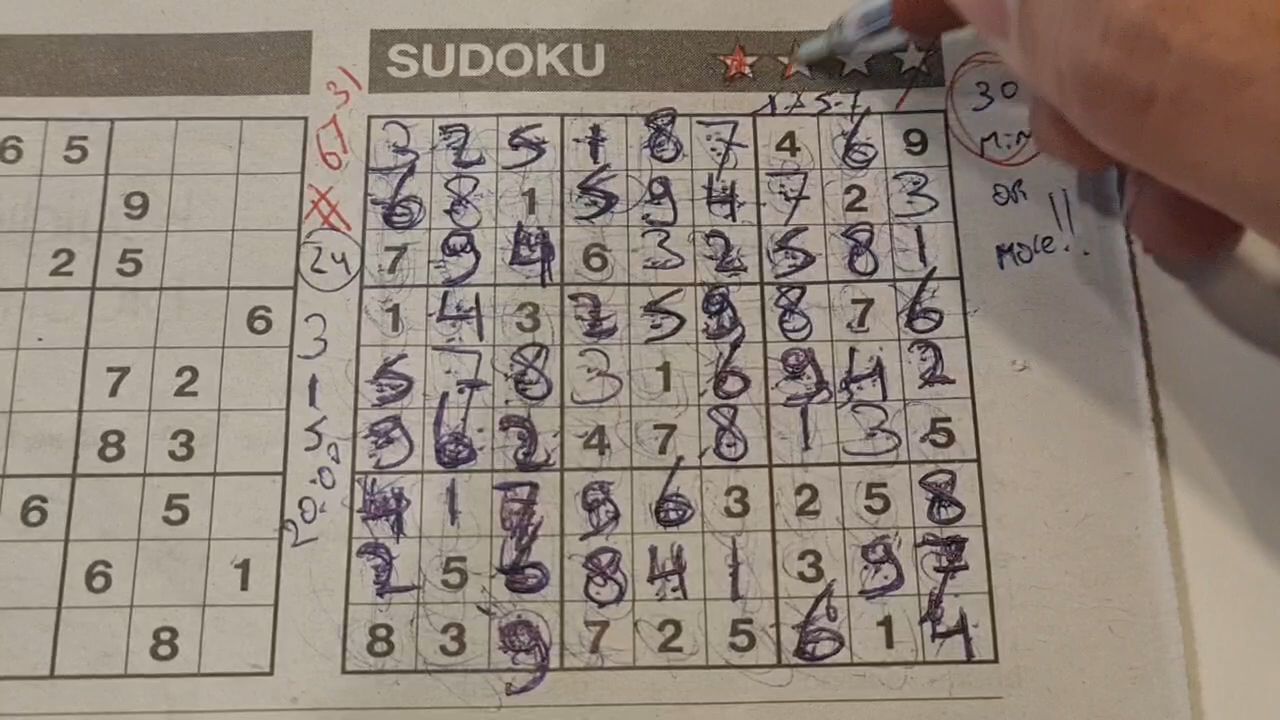 SUDOKU
30
min
OR
MORE!!
!!
31
67
24
3
1
5
20:00
6 5
9
2 5
6
7 2
8 3
6 5
6 1
8
3 2 5 1 8 7 4 6 9
6 8 1 5 9 4 7 2 3
7 9 4 6 3 2 5 8 1
1 4 3 2 5 9 8 7 6
5 7 8 3 1 6 9 4 2
9 6 2 4 7 8 1 3 5
4 1 7 9 6 3 2 5 8
2 5 6 8 4 1 3 9 7
8 3 9 7 2 5 6 1 4